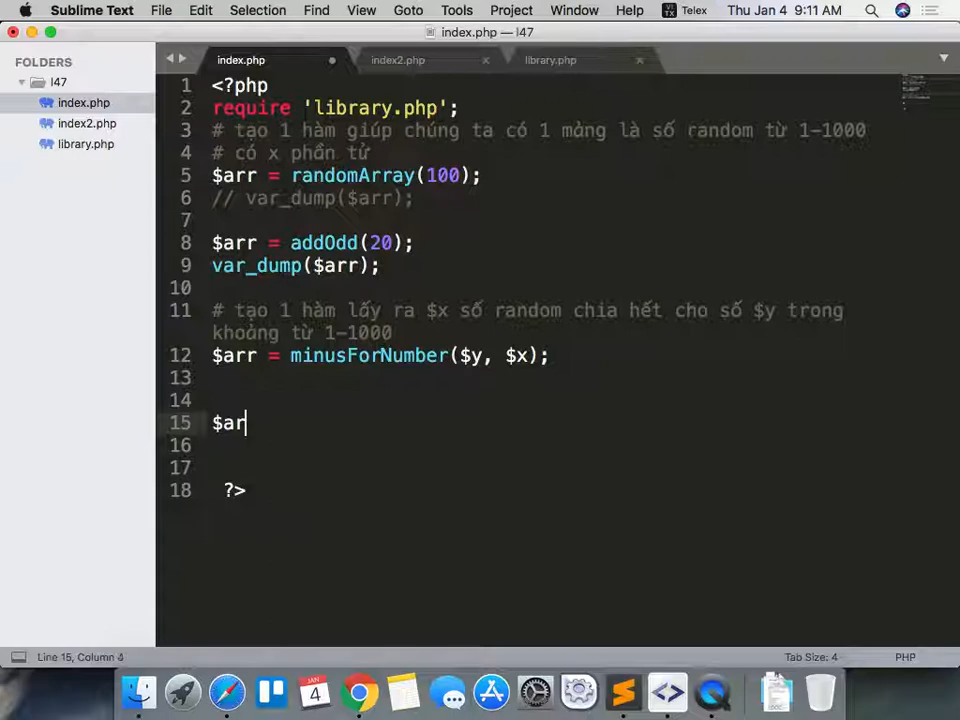 Sublime Text File Edit Selection Find View Goto Tools Project Window Help VI TX Telex Thu Jan 4 9:11 AM
index.php — l47
FOLDERS
l47
index.php
index2.php
library.php
index.php index2.php library.php
1 <?php
2 require 'library.php';
3 # tạo 1 hàm giúp chúng ta có 1 mảng là số random từ 1-1000
4 # có x phần tử
5 $arr = randomArray(100);
6 // var_dump($arr);
7
8 $arr = addOdd(20);
9 var_dump($arr);
10
11 # tạo 1 hàm lấy ra $x số random chia hết cho số $y trong
khoảng từ 1-1000
12 $arr = minusForNumber($y, $x);
13
14
15 $ar
16
17
18 ?>
Line 15, Column 4 Tab Size: 4 PHP
JAN
4